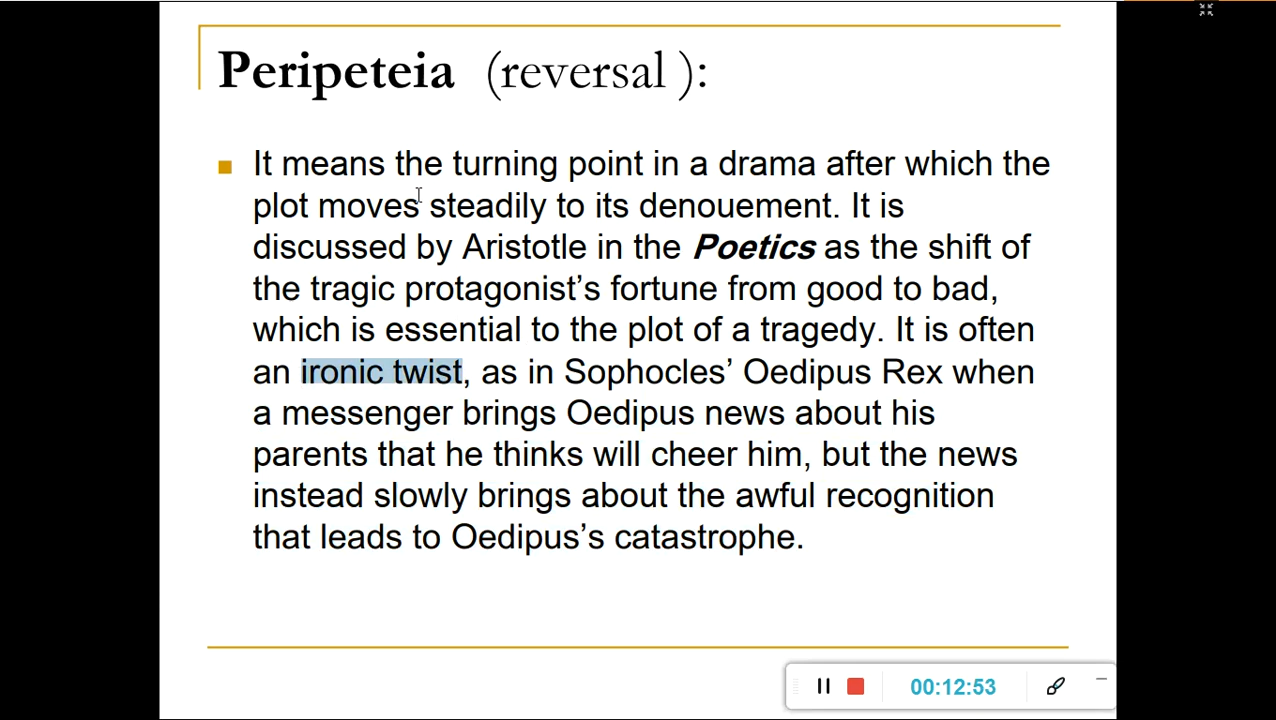 Peripeteia (reversal ):
It means the turning point in a drama after which the
plot moves steadily to its denouement. It is
discussed by Aristotle in the Poetics as the shift of
the tragic protagonist’s fortune from good to bad,
which is essential to the plot of a tragedy. It is often
an ironic twist, as in Sophocles’ Oedipus Rex when
a messenger brings Oedipus news about his
parents that he thinks will cheer him, but the news
instead slowly brings about the awful recognition
that leads to Oedipus’s catastrophe.
00:12:53